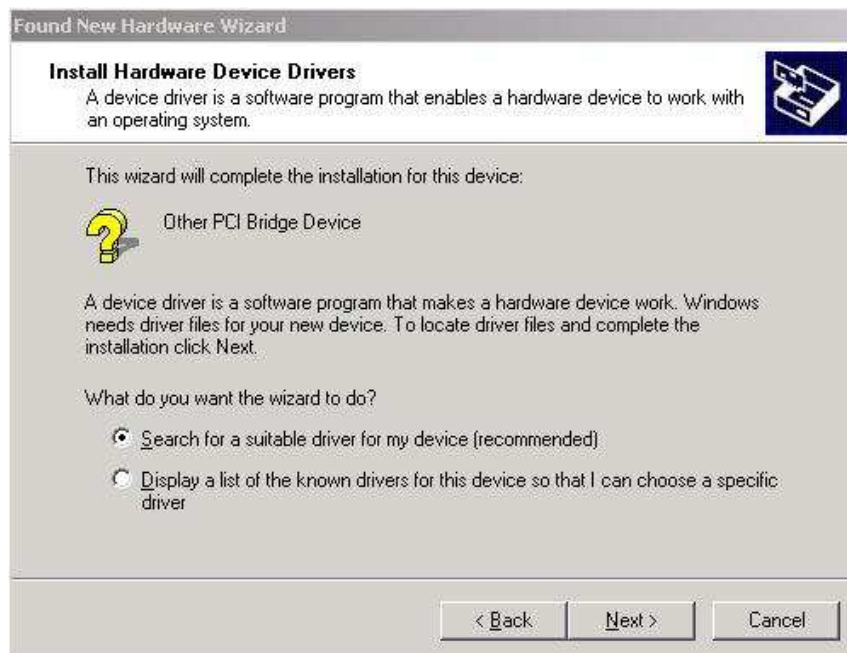 Found New Hardware Wizard
Install Hardware Device Drivers
A device driver is a software program that enables a hardware device to work with
an operating system.
This wizard will complete the installation for this device:
Other PCI Bridge Device
A device driver is a software program that makes a hardware device work. Windows
needs driver files for your new device. To locate driver files and complete the
installation click Next.
What do you want the wizard to do?
Search for a suitable driver for my device (recommended)
Display a list of the known drivers for this device so that I can choose a specific
driver
< Back Next > Cancel